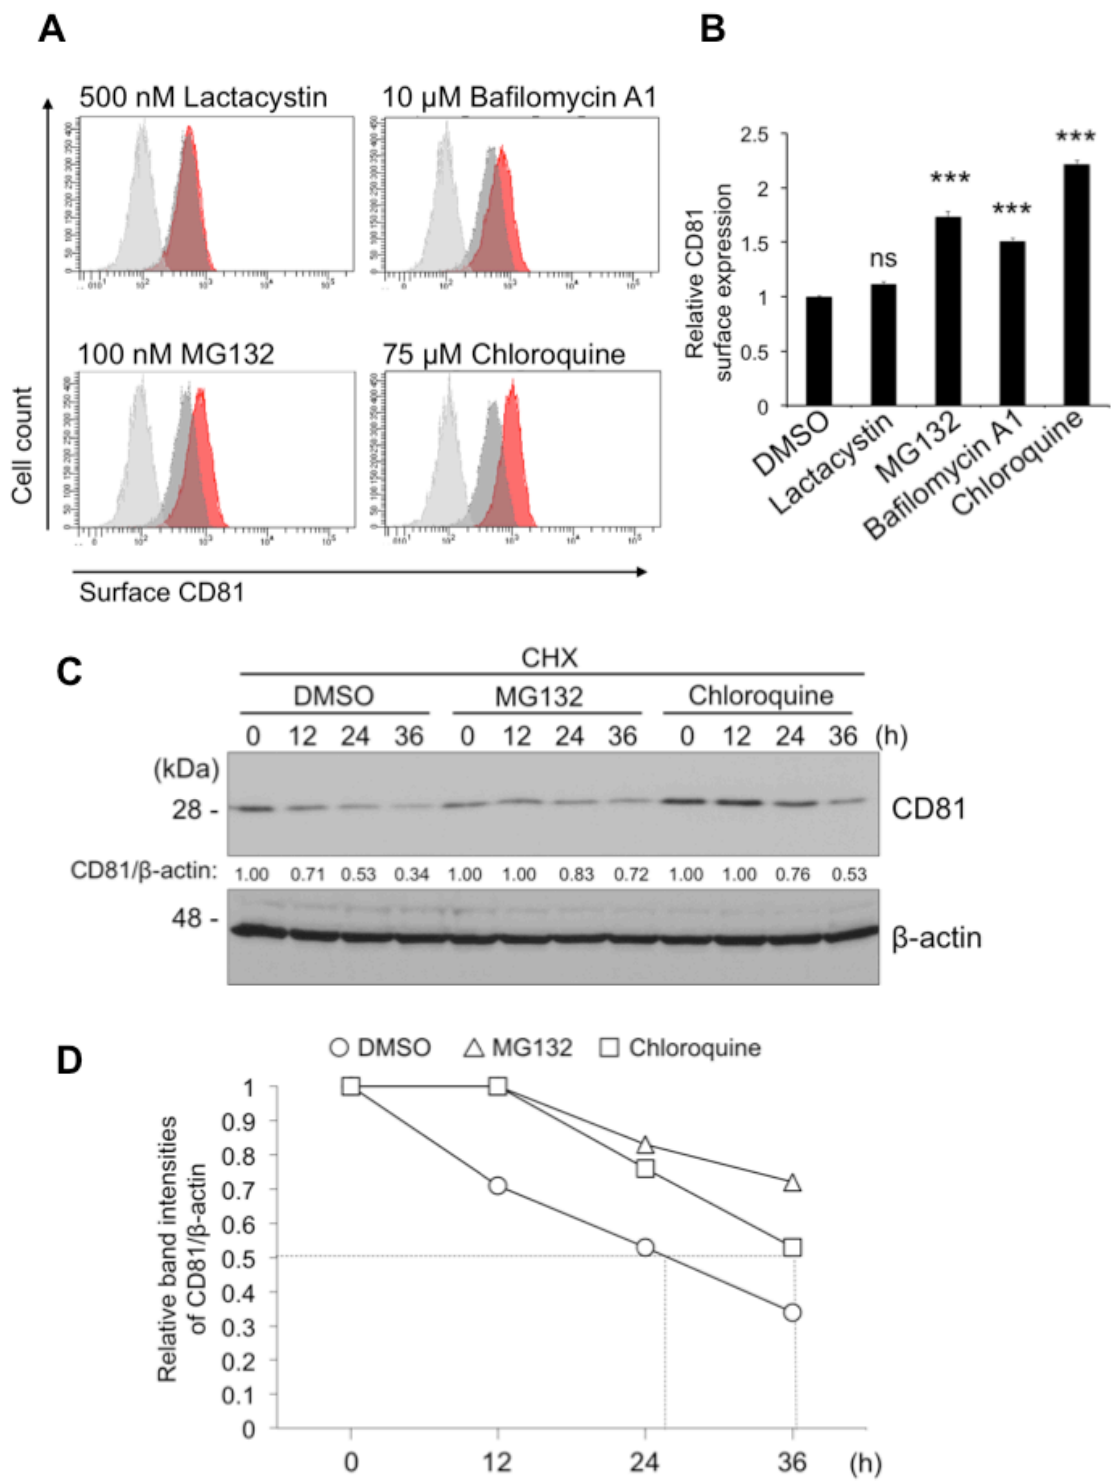 A
500 nM Lactacystin
10 µM Bafilomycin A1
100 nM MG132
75 µM Chloroquine
Cell count
Surface CD81
B
Relative CD81
surface expression
2.5
2
1.5
1
0.5
0
ns
***
***
***
DMSO
Lactacystin
MG132
Bafilomycin A1
Chloroquine
C
CHX
DMSO MG132 Chloroquine
0 12 24 36 0 12 24 36 0 12 24 36 (h)
(kDa)
28 -
CD81
CD81/β-actin: 1.00 0.71 0.53 0.34 1.00 1.00 0.83 0.72 1.00 1.00 0.76 0.53
48 -
β-actin
D
DMSO MG132 Chloroquine
Relative band intensities
of CD81/β-actin
1
0.9
0.8
0.7
0.6
0.5
0.4
0.3
0.2
0.1
0
0 12 24 36 (h)